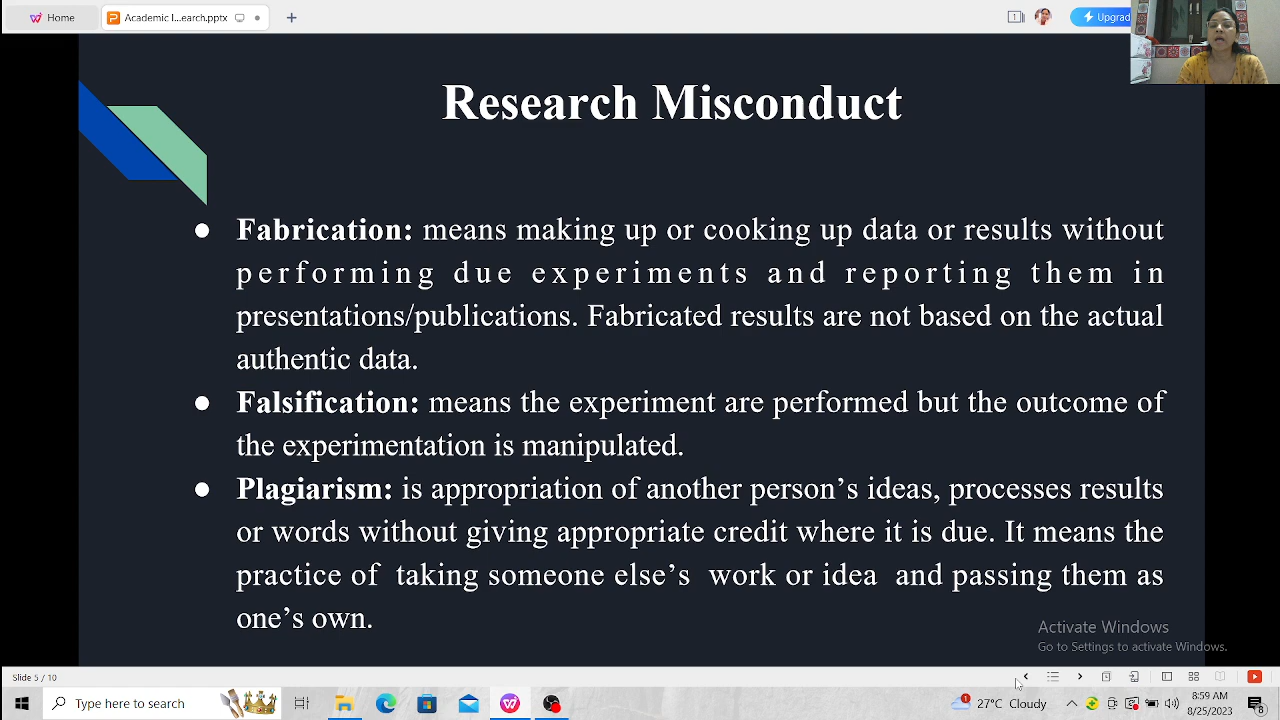 Home
Academic I...earch.pptx
1
Upgrad
Research Misconduct
● Fabrication: means making up or cooking up data or results without
performing due experiments and reporting them in
presentations/publications. Fabricated results are not based on the actual
authentic data.
● Falsification: means the experiment are performed but the outcome of
the experimentation is manipulated.
● Plagiarism: is appropriation of another person’s ideas, processes results
or words without giving appropriate credit where it is due. It means the
practice of taking someone else’s work or idea and passing them as
one’s own.
Activate Windows
Go to Settings to activate Windows.
Slide 5 / 10
Type here to search
1
27°C Cloudy
8:59 AM
8/25/2023
8